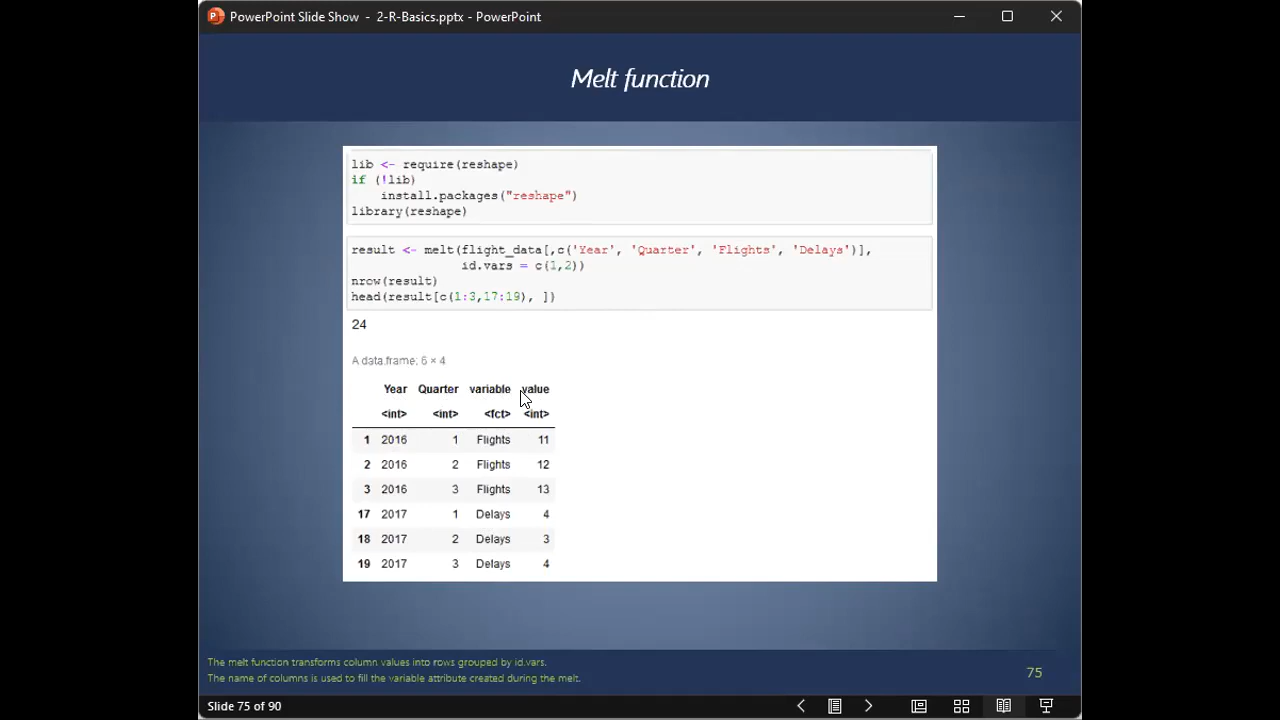 PowerPoint Slide Show - 2-R-Basics.pptx - PowerPoint
Melt function
lib <- require(reshape)
if (!lib)
    install.packages("reshape")
library(reshape)
result <- melt(flight_data[,c('Year', 'Quarter', 'Flights', 'Delays')],
               id.vars = c(1,2))
nrow(result)
head(result[c(1:3,17:19), ])
24
A data.frame: 6 × 4
Year Quarter variable value
<int> <int> <fct> <int>
1 2016 1 Flights 11
2 2016 2 Flights 12
3 2016 3 Flights 13
17 2017 1 Delays 4
18 2017 2 Delays 3
19 2017 3 Delays 4
The melt function transforms column values into rows grouped by id.vars.
The name of columns is used to fill the variable attribute created during the melt.
75
Slide 75 of 90